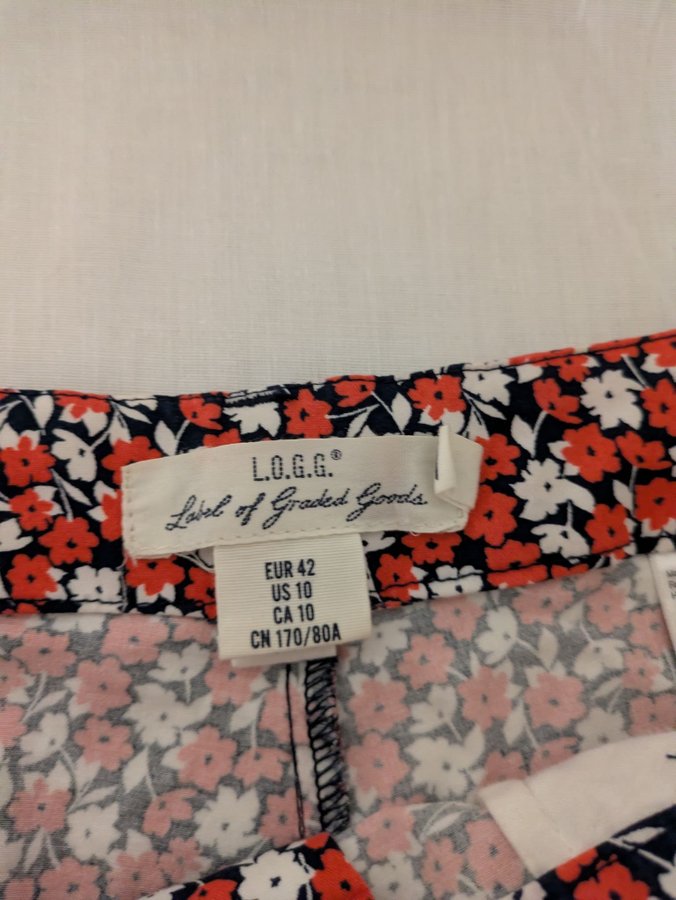 L.O.G.G.®
Label of Graded Goods
EUR 42
US 10
CA 10
CN 170/80A